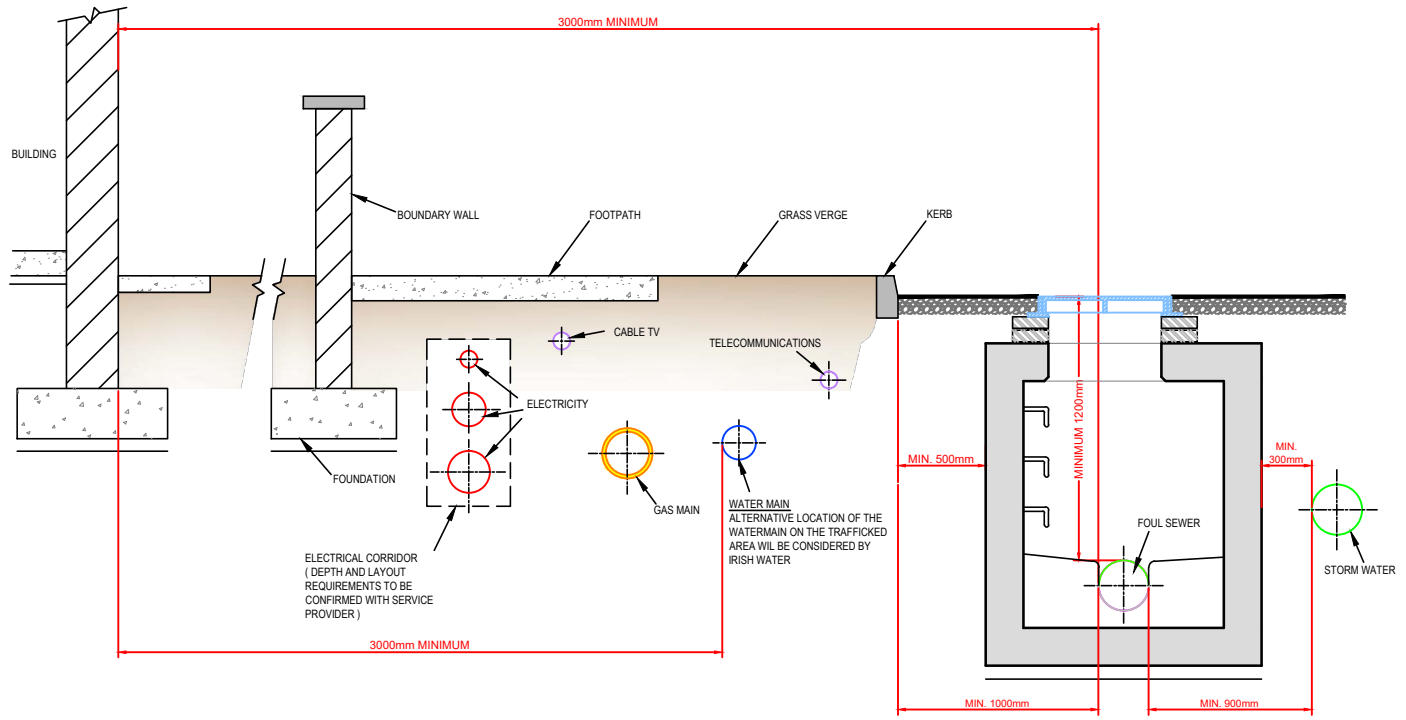 3000mm MINIMUM
BUILDING
BOUNDARY WALL
FOOTPATH
GRASS VERGE
KERB
CABLE TV
TELECOMMUNICATIONS
ELECTRICITY
MINIMUM 1200mm
MIN. 500mm
MIN.
300mm
FOUNDATION
GAS MAIN
WATER MAIN
ALTERNATIVE LOCATION OF THE
WATERMAIN ON THE TRAFFICKED
AREA WIL BE CONSIDERED BY
IRISH WATER
FOUL SEWER
STORM WATER
ELECTRICAL CORRIDOR
( DEPTH AND LAYOUT
REQUIREMENTS TO BE
CONFIRMED WITH SERVICE
PROVIDER )
3000mm MINIMUM
MIN. 1000mm
MIN. 900mm